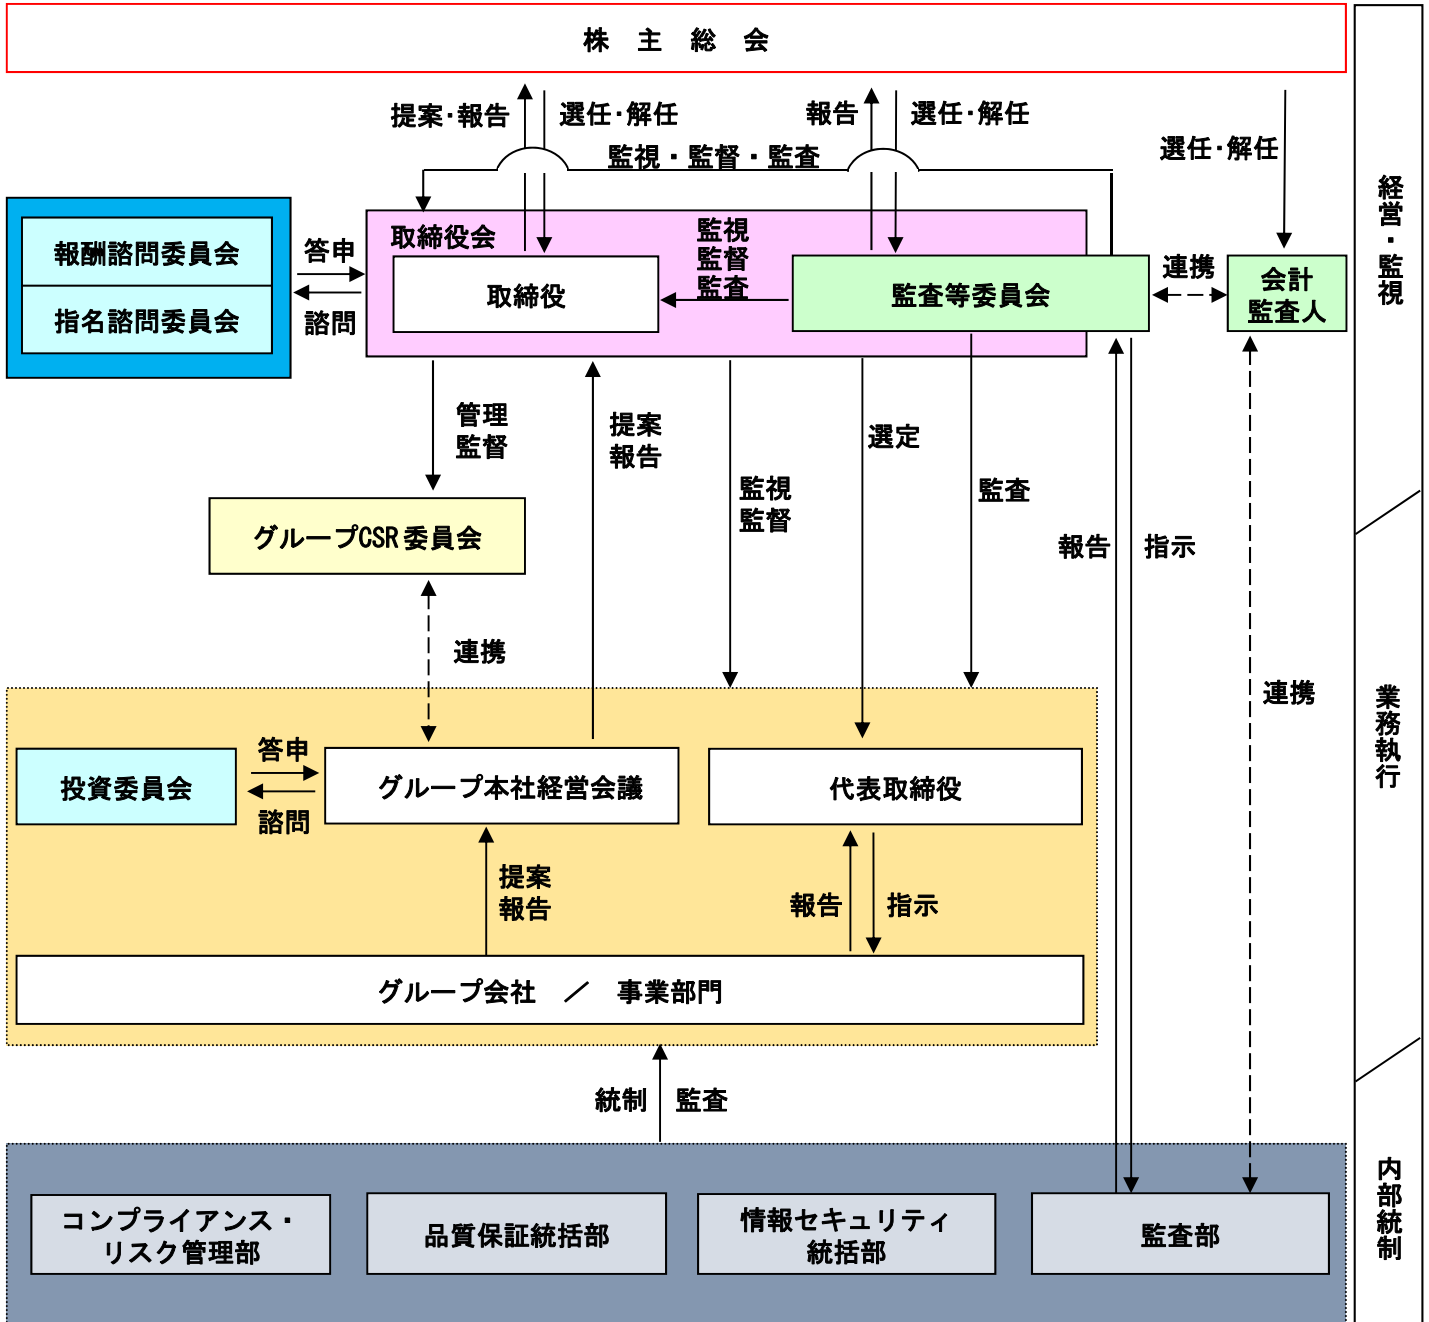 株　主　総　会
提案・報告
選任・解任
報告
選任・解任
選任・解任
監視・監督・監査
報酬諮問委員会
指名諮問委員会
答申
諮問
取締役会
取締役
監視
監督
監査
監査等委員会
連携
会計
監査人
管理
監督
提案
報告
監視
監督
選定
監査
報告
指示
グループCSR委員会
連携
連携
投資委員会
答申
諮問
グループ本社経営会議
代表取締役
提案
報告
報告
指示
グループ会社　／　事業部門
統制
監査
コンプライアンス・
リスク管理部
品質保証統括部
情報セキュリティ
統括部
監査部
経営・監視
業務執行
内部統制